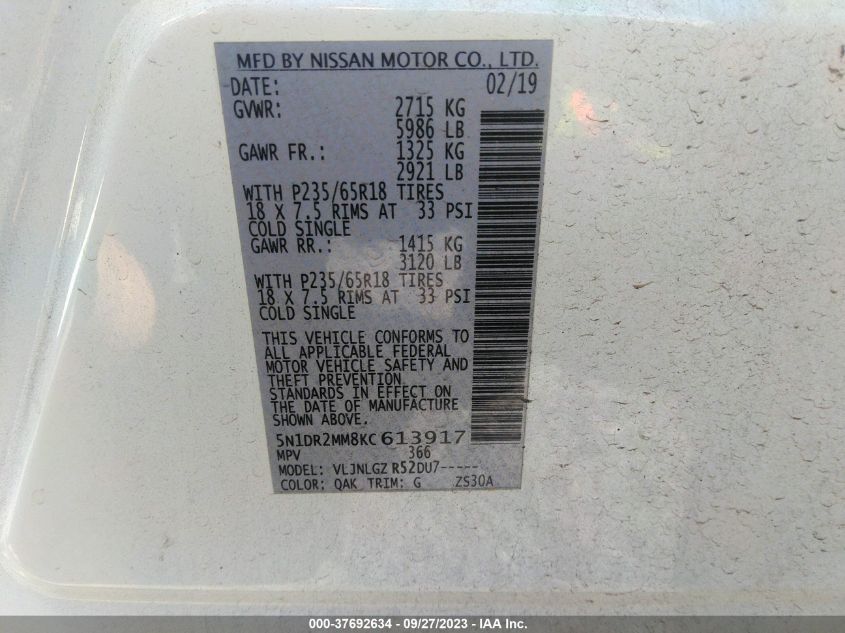 MFD BY NISSAN MOTOR CO., LTD.
DATE: 02/19
GVWR: 2715 KG
5986 LB
GAWR FR.: 1325 KG
2921 LB
WITH P235/65R18 TIRES
18 X 7.5 RIMS AT 33 PSI
COLD SINGLE
GAWR RR.: 1415 KG
3120 LB
WITH P235/65R18 TIRES
18 X 7.5 RIMS AT 33 PSI
COLD SINGLE
THIS VEHICLE CONFORMS TO
ALL APPLICABLE FEDERAL
MOTOR VEHICLE SAFETY AND
THEFT PREVENTION
STANDARDS IN EFFECT ON
THE DATE OF MANUFACTURE
SHOWN ABOVE.
5N1DR2MM8KC613917
MPV 366
MODEL: VLJNLGZ R52DU7-----
COLOR: QAK TRIM: G ZS30A
000-37692634 - 09/27/2023 - IAA Inc.